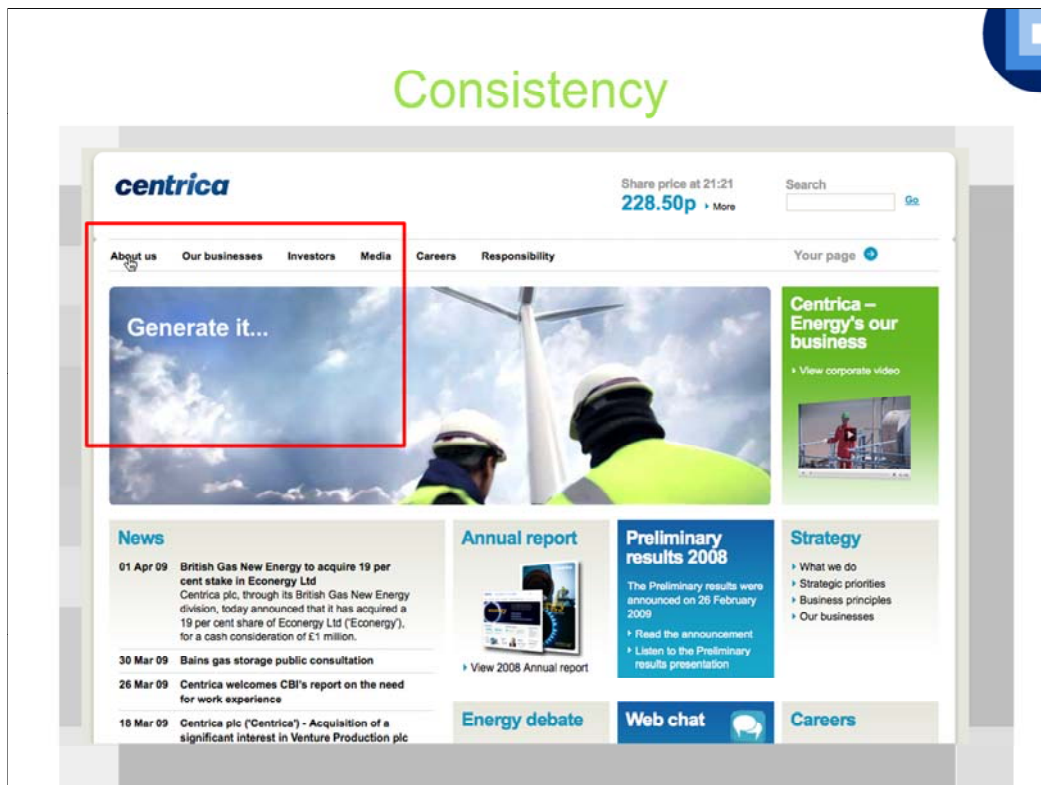 Consistency
centrica
Share price at 21:21
228.50p More
Search
Go
About us Our businesses Investors Media Careers Responsibility
Your page
Generate it...
Centrica –
Energy's our
business
View corporate video
News
01 Apr 09 British Gas New Energy to acquire 19 per
cent stake in Econergy Ltd
Centrica plc, through its British Gas New Energy
division, today announced that it has acquired a
19 per cent share of Econergy Ltd ('Econergy'),
for a cash consideration of £1 million.
30 Mar 09 Bains gas storage public consultation
26 Mar 09 Centrica welcomes CBI's report on the need
for work experience
18 Mar 09 Centrica plc ('Centrica') - Acquisition of a
significant interest in Venture Production plc
Annual report
View 2008 Annual report
Preliminary
results 2008
The Preliminary results were
announced on 26 February
2009
Read the announcement
Listen to the Preliminary
results presentation
Strategy
What we do
Strategic priorities
Business principles
Our businesses
Energy debate
Web chat
Careers